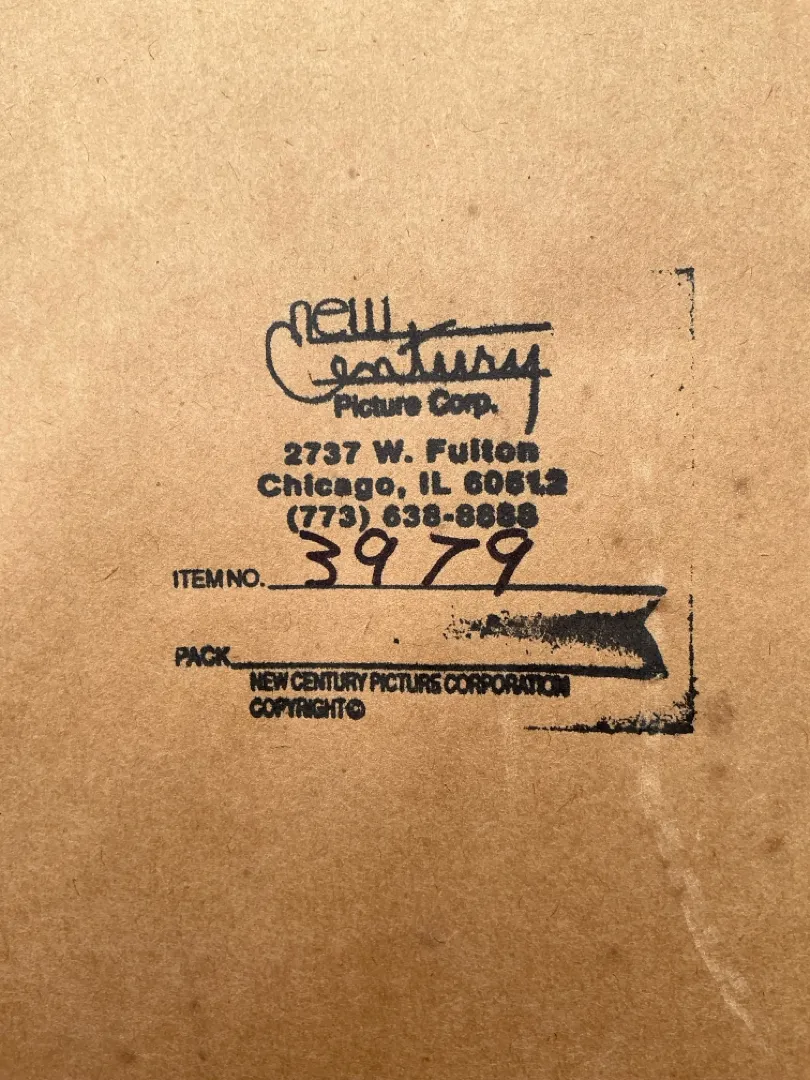 new
Century
Picture Corp.
2737 W. Fulton
Chicago, IL 60612
(773) 638-8888
ITEM NO. 3979
PACK
NEW CENTURY PICTURE CORPORATION
COPYRIGHT ©